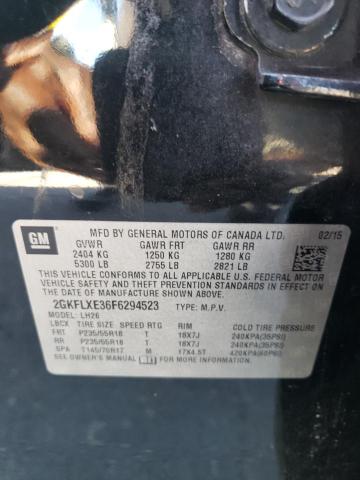 GM
MFD BY GENERAL MOTORS OF CANADA LTD. 02/15
GVWR GAWR FRT GAWR RR
2404 KG 1250 KG 1280 KG
5300 LB 2755 LB 2821 LB
THIS VEHICLE CONFORMS TO ALL APPLICABLE U.S. FEDERAL MOTOR
VEHICLE SAFETY, BUMPER, AND THEFT PREVENTION STANDARDS IN EFFECT ON
THE DATE OF MANUFACTURE SHOWN ABOVE.
2GKFLXE36F6294523 TYPE: M.P.V.
MODEL: LH26
LBCX TIRE SIZE SPEED RTG RIM COLD TIRE PRESSURE
FRT P235/55R18 T 18X7J 240KPA(35PSI)
RR P235/55R18 T 18X7J 240KPA(35PSI)
SPA T145/70R17 M 17X4.5T 420KPA(60PSI)
SEE OWNER'S MANUAL